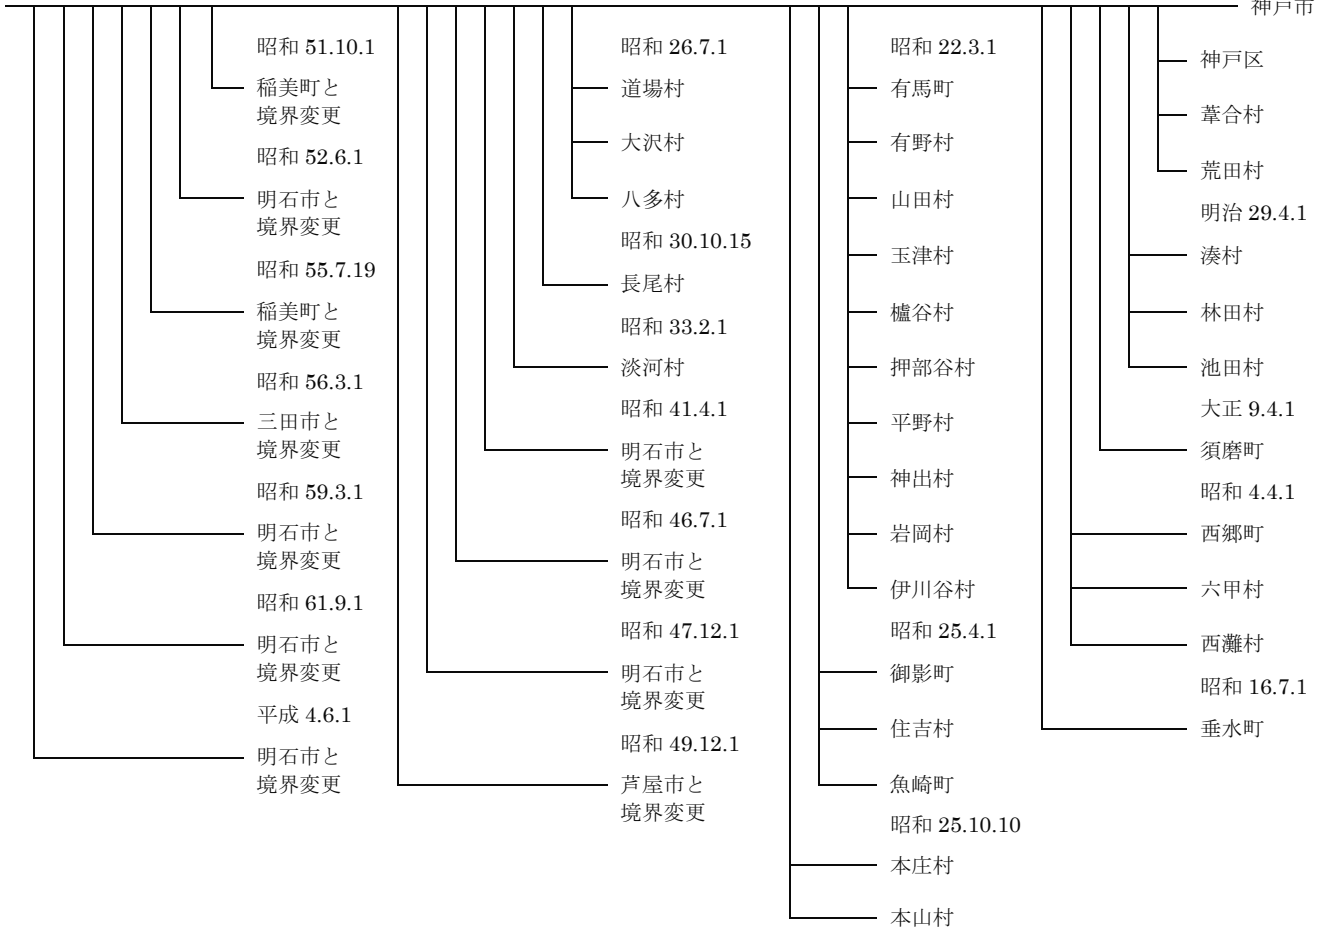 神戸市
神戸区
葦合村
荒田村
明治 29.4.1
湊村
林田村
池田村
大正 9.4.1
須磨町
昭和 4.4.1
西郷町
六甲村
西灘村
昭和 16.7.1
垂水町
昭和 22.3.1
有馬町
有野村
山田村
玉津村
櫨谷村
押部谷村
平野村
神出村
岩岡村
伊川谷村
昭和 25.4.1
御影町
住吉村
魚崎町
昭和 25.10.10
本庄村
本山村
昭和 26.7.1
道場村
大沢村
八多村
昭和 30.10.15
長尾村
昭和 33.2.1
淡河村
昭和 41.4.1
明石市と
境界変更
昭和 46.7.1
明石市と
境界変更
昭和 47.12.1
明石市と
境界変更
昭和 49.12.1
芦屋市と
境界変更
昭和 51.10.1
稲美町と
境界変更
昭和 52.6.1
明石市と
境界変更
昭和 55.7.19
稲美町と
境界変更
昭和 56.3.1
三田市と
境界変更
昭和 59.3.1
明石市と
境界変更
昭和 61.9.1
明石市と
境界変更
平成 4.6.1
明石市と
境界変更